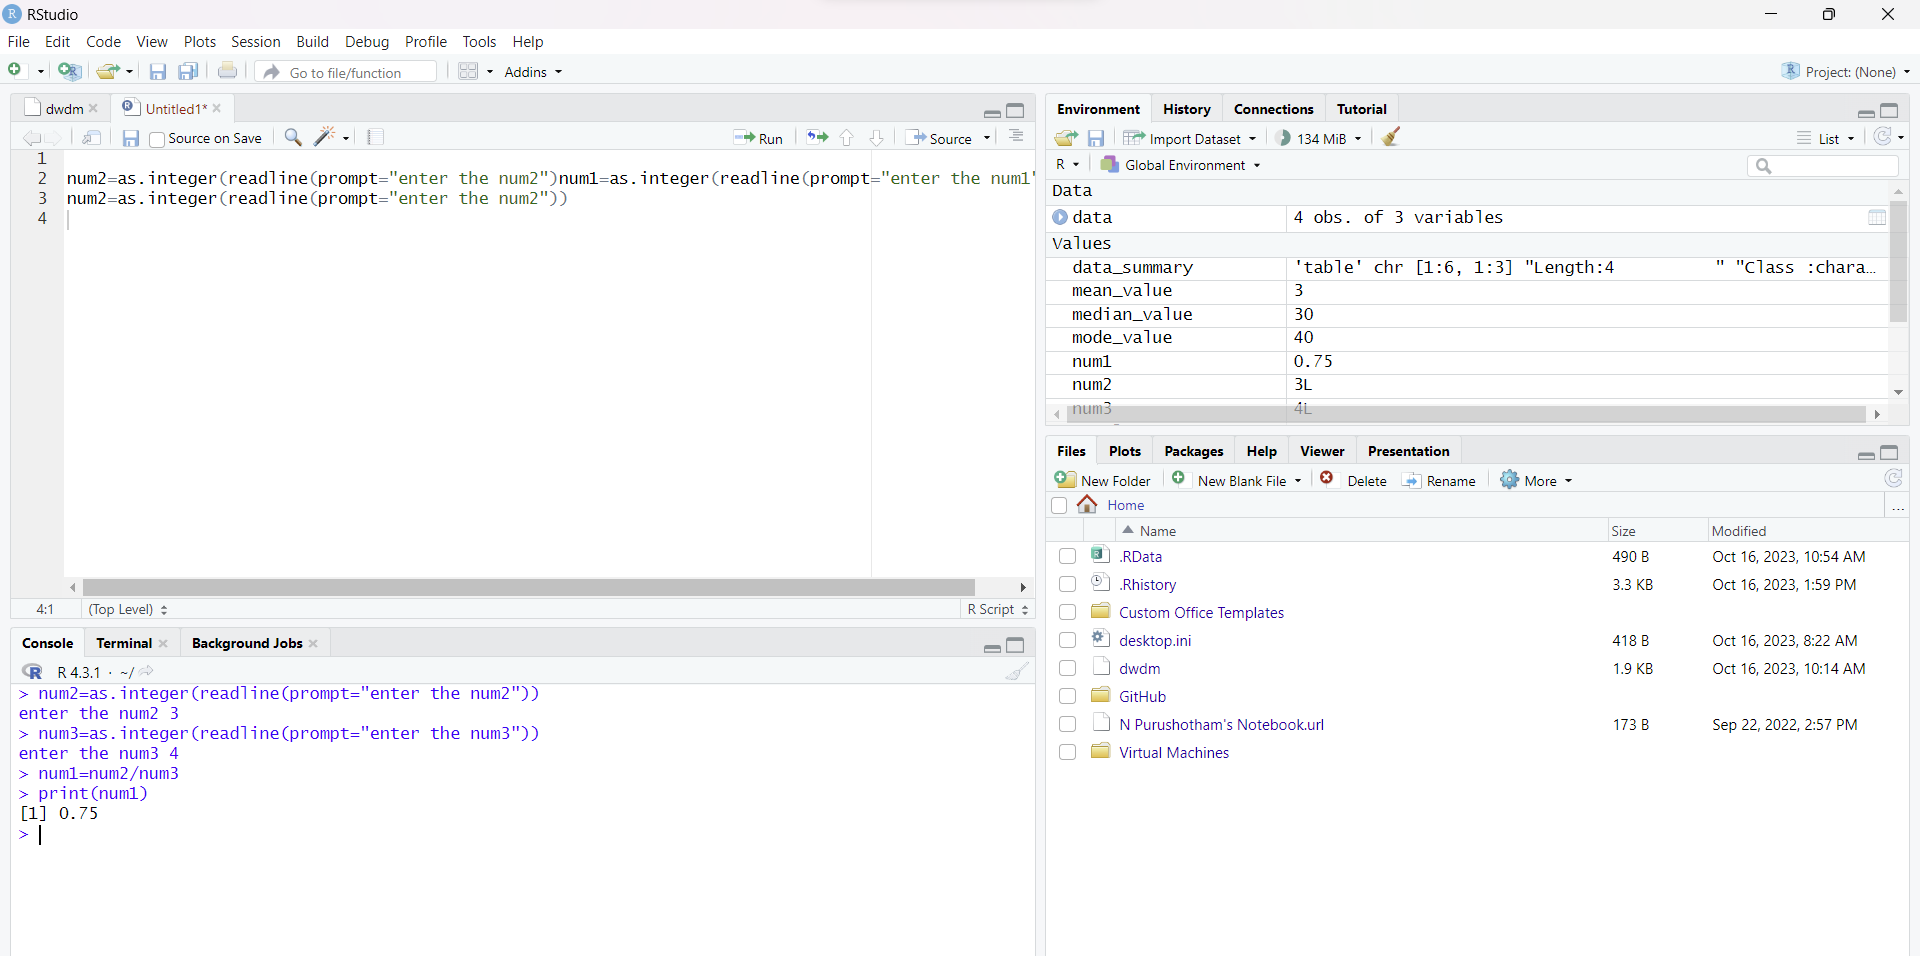 RStudio
File Edit Code View Plots Session Build Debug Profile Tools Help
Go to file/function Addins Project: (None)
dwdm Untitled1*
Source on Save Run Source
1
2 num2=as.integer(readline(prompt="enter the num2")num1=as.integer(readline(prompt="enter the num1"
3 num2=as.integer(readline(prompt="enter the num2"))
4
4:1 (Top Level) R Script
Console Terminal Background Jobs
R 4.3.1 · ~/
> num2=as.integer(readline(prompt="enter the num2"))
enter the num2 3
> num3=as.integer(readline(prompt="enter the num3"))
enter the num3 4
> num1=num2/num3
> print(num1)
[1] 0.75
>
Environment History Connections Tutorial
Import Dataset 134 MiB List
R Global Environment
Data
data 4 obs. of 3 variables
Values
data_summary 'table' chr [1:6, 1:3] "Length:4 " "Class :chara…
mean_value 3
median_value 30
mode_value 40
num1 0.75
num2 3L
num3 4L
Files Plots Packages Help Viewer Presentation
New Folder New Blank File Delete Rename More
Home ...
Name Size Modified
.RData 490 B Oct 16, 2023, 10:54 AM
.Rhistory 3.3 KB Oct 16, 2023, 1:59 PM
Custom Office Templates
desktop.ini 418 B Oct 16, 2023, 8:22 AM
dwdm 1.9 KB Oct 16, 2023, 10:14 AM
GitHub
N Purushotham's Notebook.url 173 B Sep 22, 2022, 2:57 PM
Virtual Machines